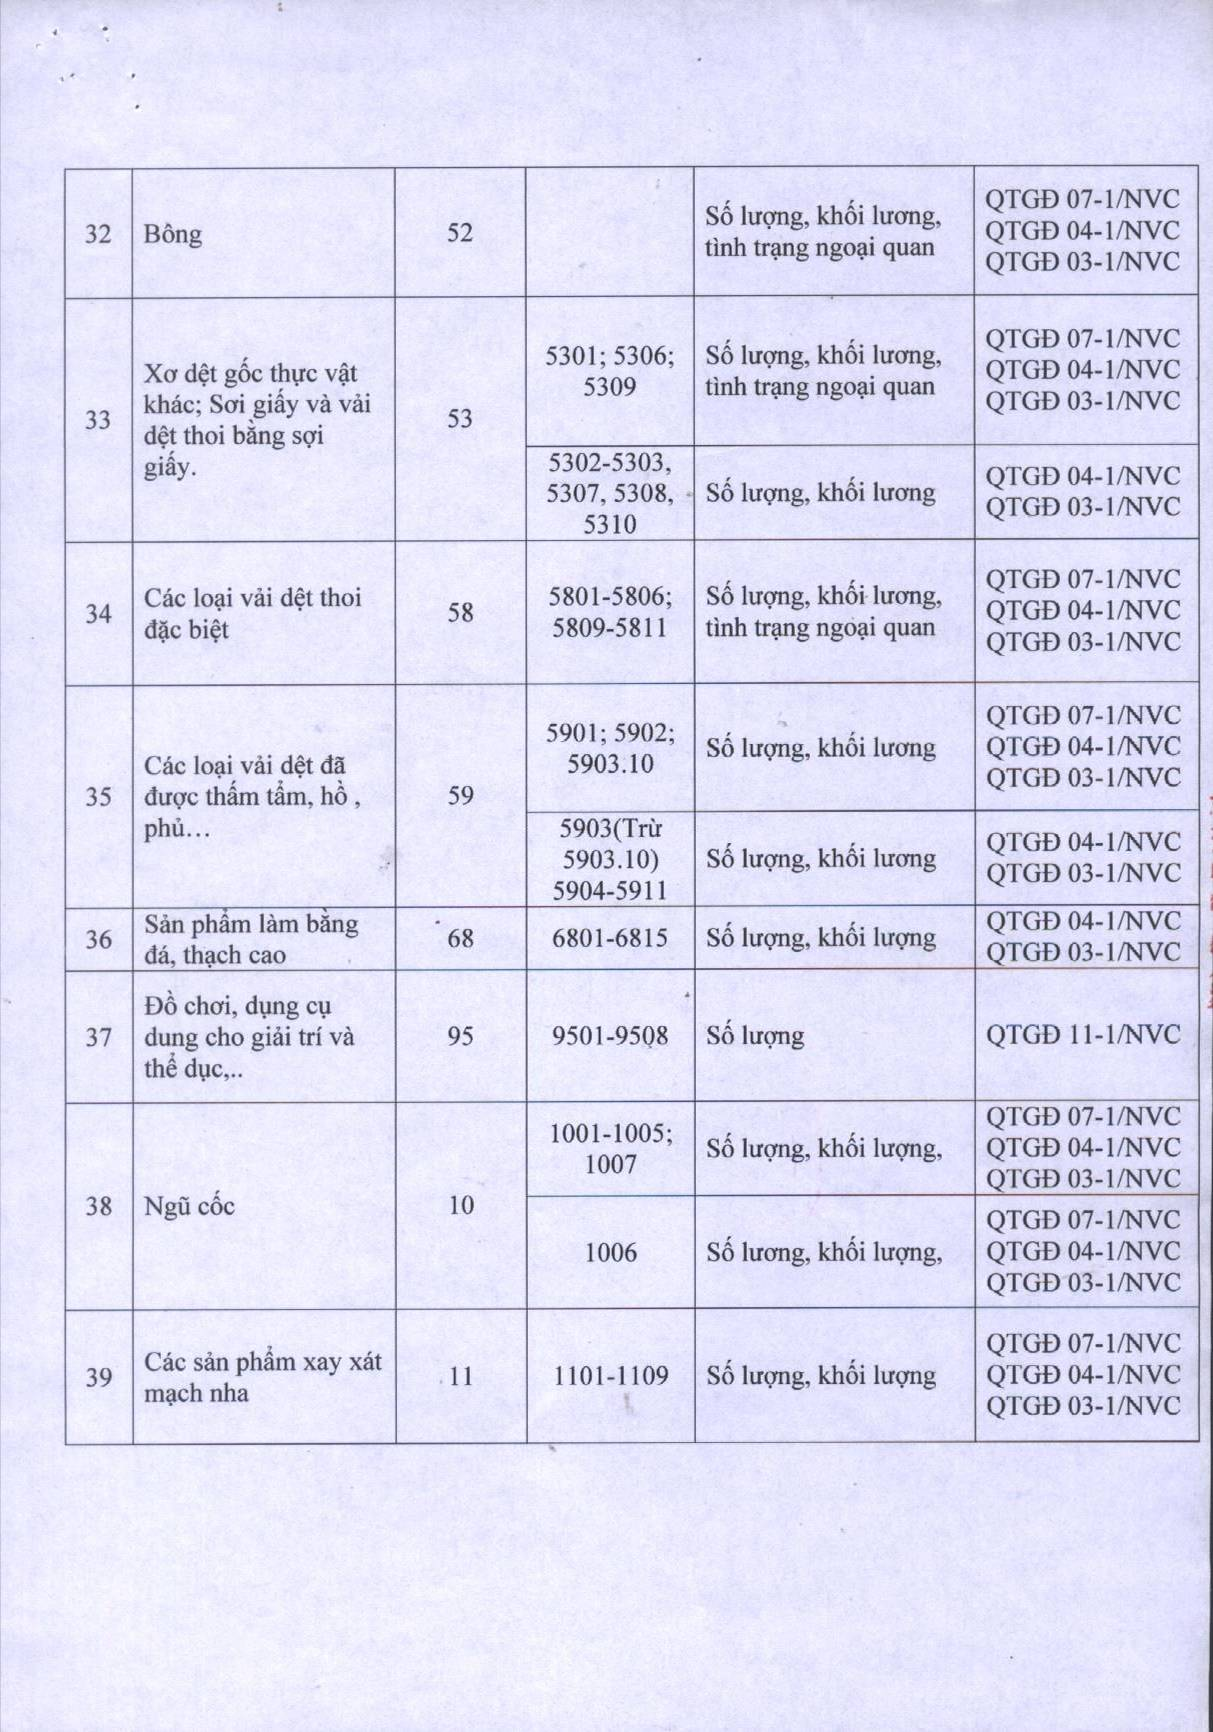 32
Bông
52
Số lượng, khối lương,
tình trạng ngoại quan
QTGĐ 07-1/NVC
QTGĐ 04-1/NVC
QTGĐ 03-1/NVC
33
Xơ dệt gốc thực vật
khác; Sơi giấy và vải
dệt thoi bằng sợi
giấy.
53
5301; 5306;
5309
Số lượng, khối lương,
tình trạng ngoại quan
QTGĐ 07-1/NVC
QTGĐ 04-1/NVC
QTGĐ 03-1/NVC
5302-5303,
5307, 5308,
5310
Số lượng, khối lương
QTGĐ 04-1/NVC
QTGĐ 03-1/NVC
34
Các loại vải dệt thoi
đặc biệt
58
5801-5806;
5809-5811
Số lượng, khối lương,
tình trạng ngoại quan
QTGĐ 07-1/NVC
QTGĐ 04-1/NVC
QTGĐ 03-1/NVC
35
Các loại vải dệt đã
được thấm tẩm, hồ ,
phủ…
59
5901; 5902;
5903.10
Số lượng, khối lương
QTGĐ 07-1/NVC
QTGĐ 04-1/NVC
QTGĐ 03-1/NVC
5903(Trừ
5903.10)
5904-5911
Số lượng, khối lương
QTGĐ 04-1/NVC
QTGĐ 03-1/NVC
36
Sản phẩm làm bằng
đá, thạch cao
68
6801-6815
Số lượng, khối lượng
QTGĐ 04-1/NVC
QTGĐ 03-1/NVC
37
Đồ chơi, dụng cụ
dung cho giải trí và
thể dục,..
95
9501-9508
Số lượng
QTGĐ 11-1/NVC
38
Ngũ cốc
10
1001-1005;
1007
Số lượng, khối lượng,
QTGĐ 07-1/NVC
QTGĐ 04-1/NVC
QTGĐ 03-1/NVC
1006
Số lương, khối lượng,
QTGĐ 07-1/NVC
QTGĐ 04-1/NVC
QTGĐ 03-1/NVC
39
Các sản phẩm xay xát
mạch nha
11
1101-1109
Số lượng, khối lượng
QTGĐ 07-1/NVC
QTGĐ 04-1/NVC
QTGĐ 03-1/NVC